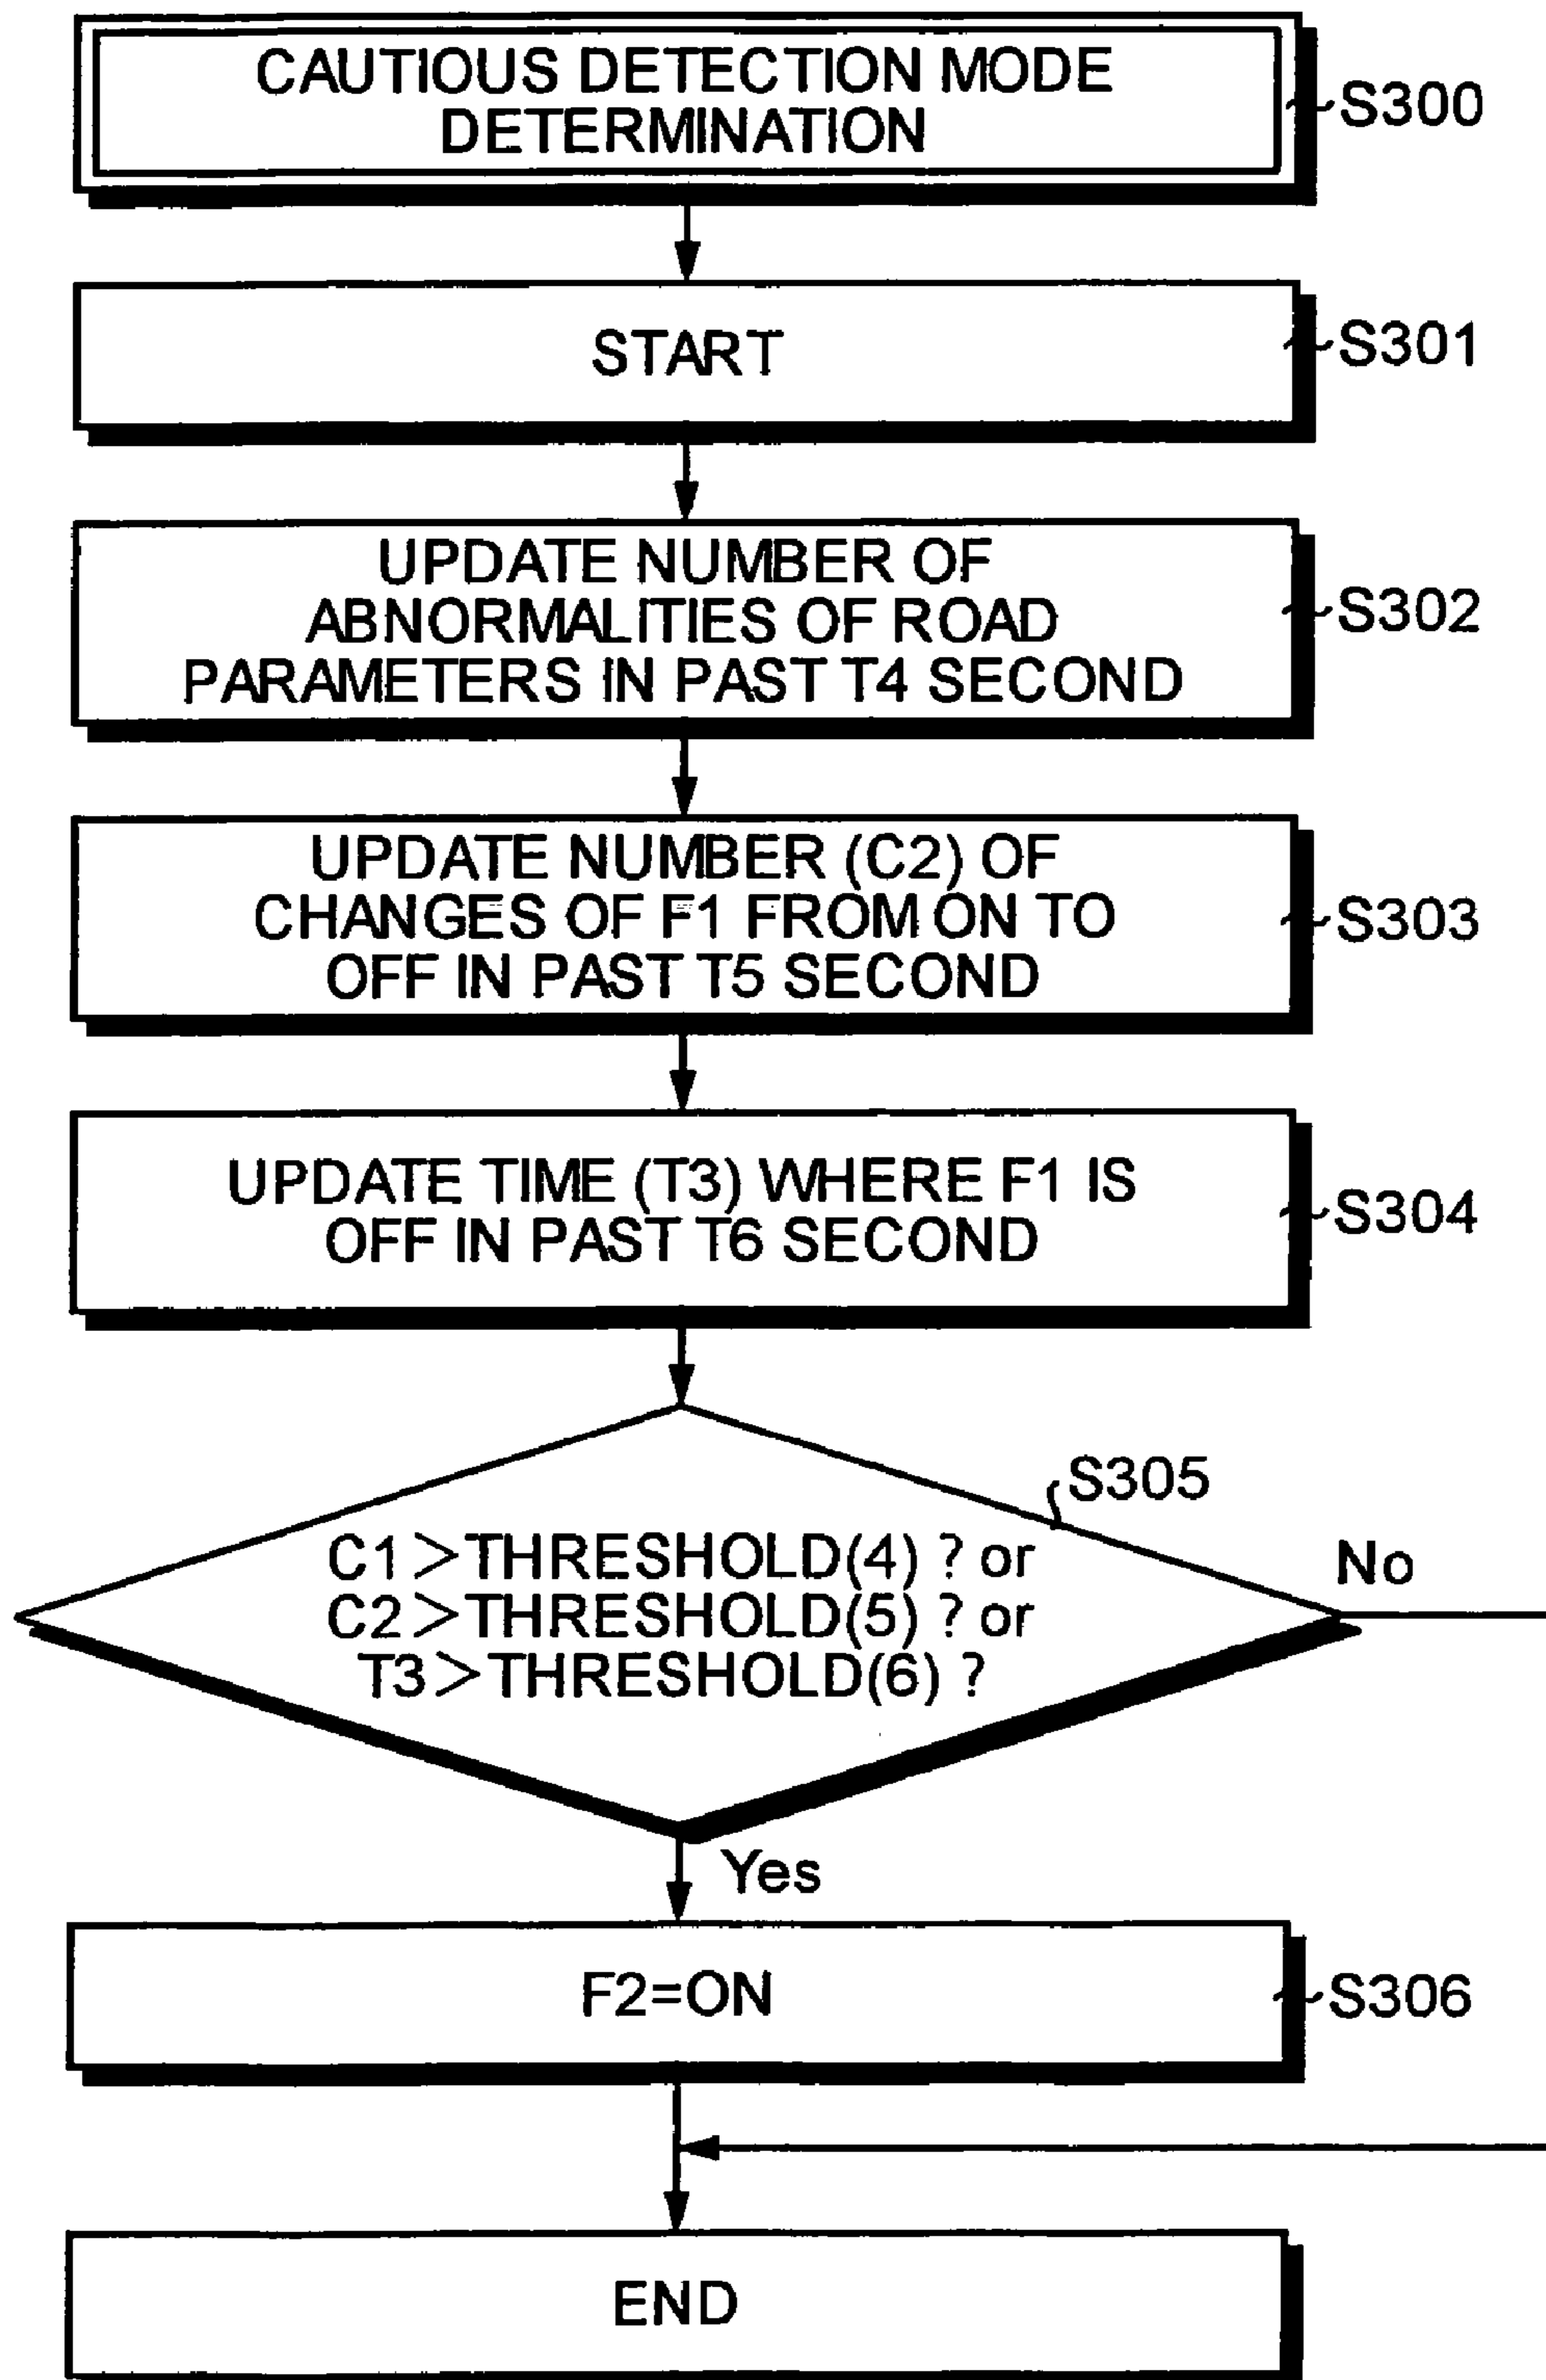 CAUTIOUS DETECTION MODE
DETERMINATION
S300
START
S301
UPDATE NUMBER OF
ABNORMALITIES OF ROAD
PARAMETERS IN PAST T4 SECOND
S302
UPDATE NUMBER (C2) OF
CHANGES OF F1 FROM ON TO
OFF IN PAST T5 SECOND
S303
UPDATE TIME (T3) WHERE F1 IS
OFF IN PAST T6 SECOND
S304
S305
C1>THRESHOLD(4) ? or
C2>THRESHOLD(5) ? or
T3>THRESHOLD(6) ?
No
Yes
F2=ON
S306
END